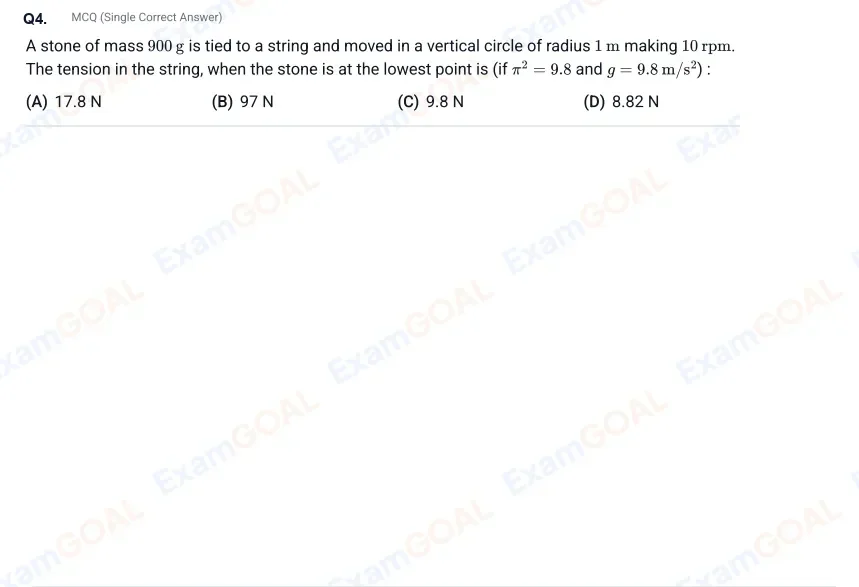 Q4. MCQ (Single Correct Answer)
A stone of mass 900 g is tied to a string and moved in a vertical circle of radius 1 m making 10 rpm.
The tension in the string, when the stone is at the lowest point is (if π² = 9.8 and g = 9.8 m/s²) :
(A) 17.8 N (B) 97 N (C) 9.8 N (D) 8.82 N
ExamGOAL
ExamGOAL
ExamGOAL
ExamGOAL
ExamGOAL
ExamGOAL
ExamGOAL
ExamGOAL